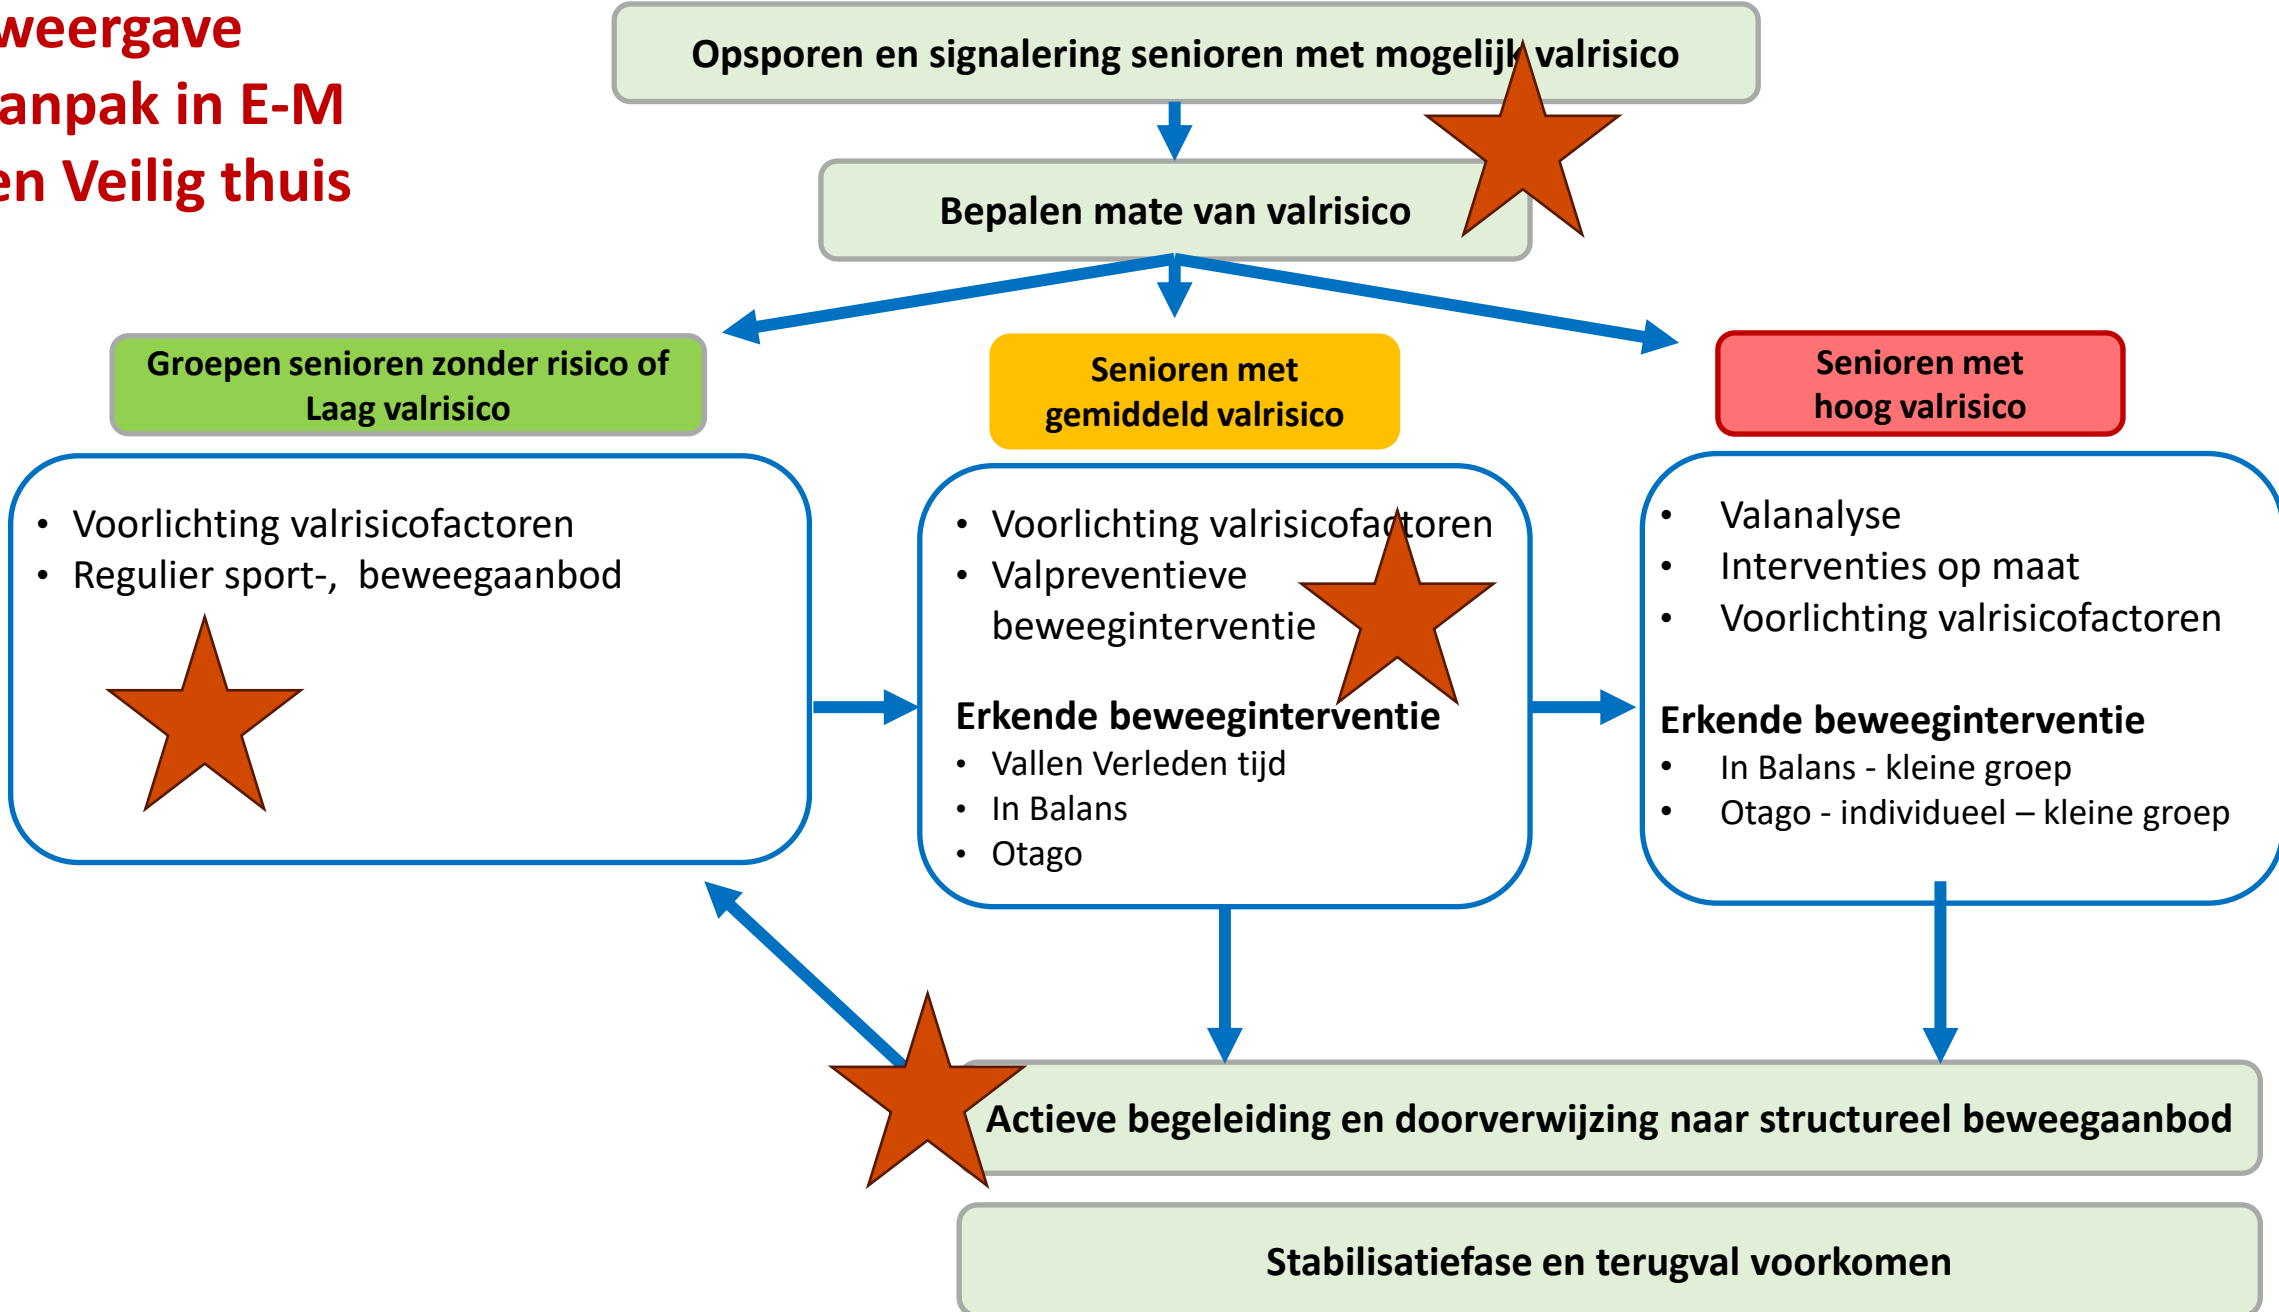 weergave
anpak in E-M
en Veilig thuis
Opsporen en signalering senioren met mogelijk valrisico
Bepalen mate van valrisico
Groepen senioren zonder risico of
Laag valrisico
Senioren met
gemiddeld valrisico
Senioren met
hoog valrisico
• Voorlichting valrisicofactoren
• Regulier sport-, beweegaanbod
• Voorlichting valrisicofactoren
• Valpreventieve
beweeginterventie
Erkende beweeginterventie
• Vallen Verleden tijd
• In Balans
• Otago
• Valanalyse
• Interventies op maat
• Voorlichting valrisicofactoren
Erkende beweeginterventie
• In Balans - kleine groep
• Otago - individueel – kleine groep
Actieve begeleiding en doorverwijzing naar structureel beweegaanbod
Stabilisatiefase en terugval voorkomen